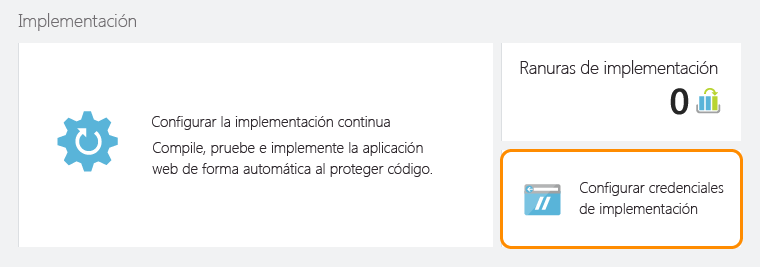 Implementación
Configurar la implementación continua
Compile, pruebe e implemente la aplicación
web de forma automática al proteger código.
Ranuras de implementación
0
Configurar credenciales
de implementación